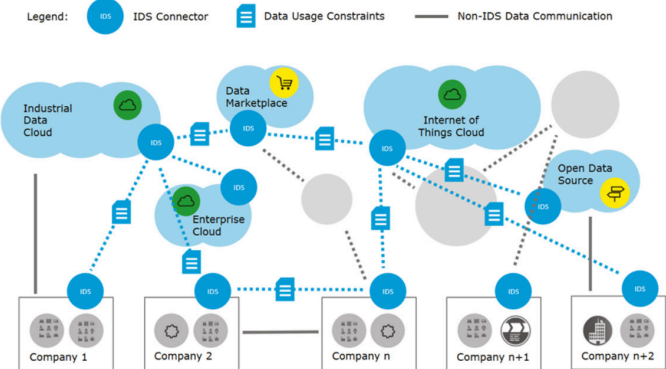 Legend:
IDS
IDS Connector
Data Usage Constraints
Non-IDS Data Communication
Industrial
Data
Cloud
IDS
Data
Marketplace
IDS
Internet of
Things Cloud
IDS
Open Data
Source
IDS
Enterprise
Cloud
IDS
IDS
IDS
IDS
IDS
IDS
Company 1
Company 2
Company n
Company n+1
Company n+2